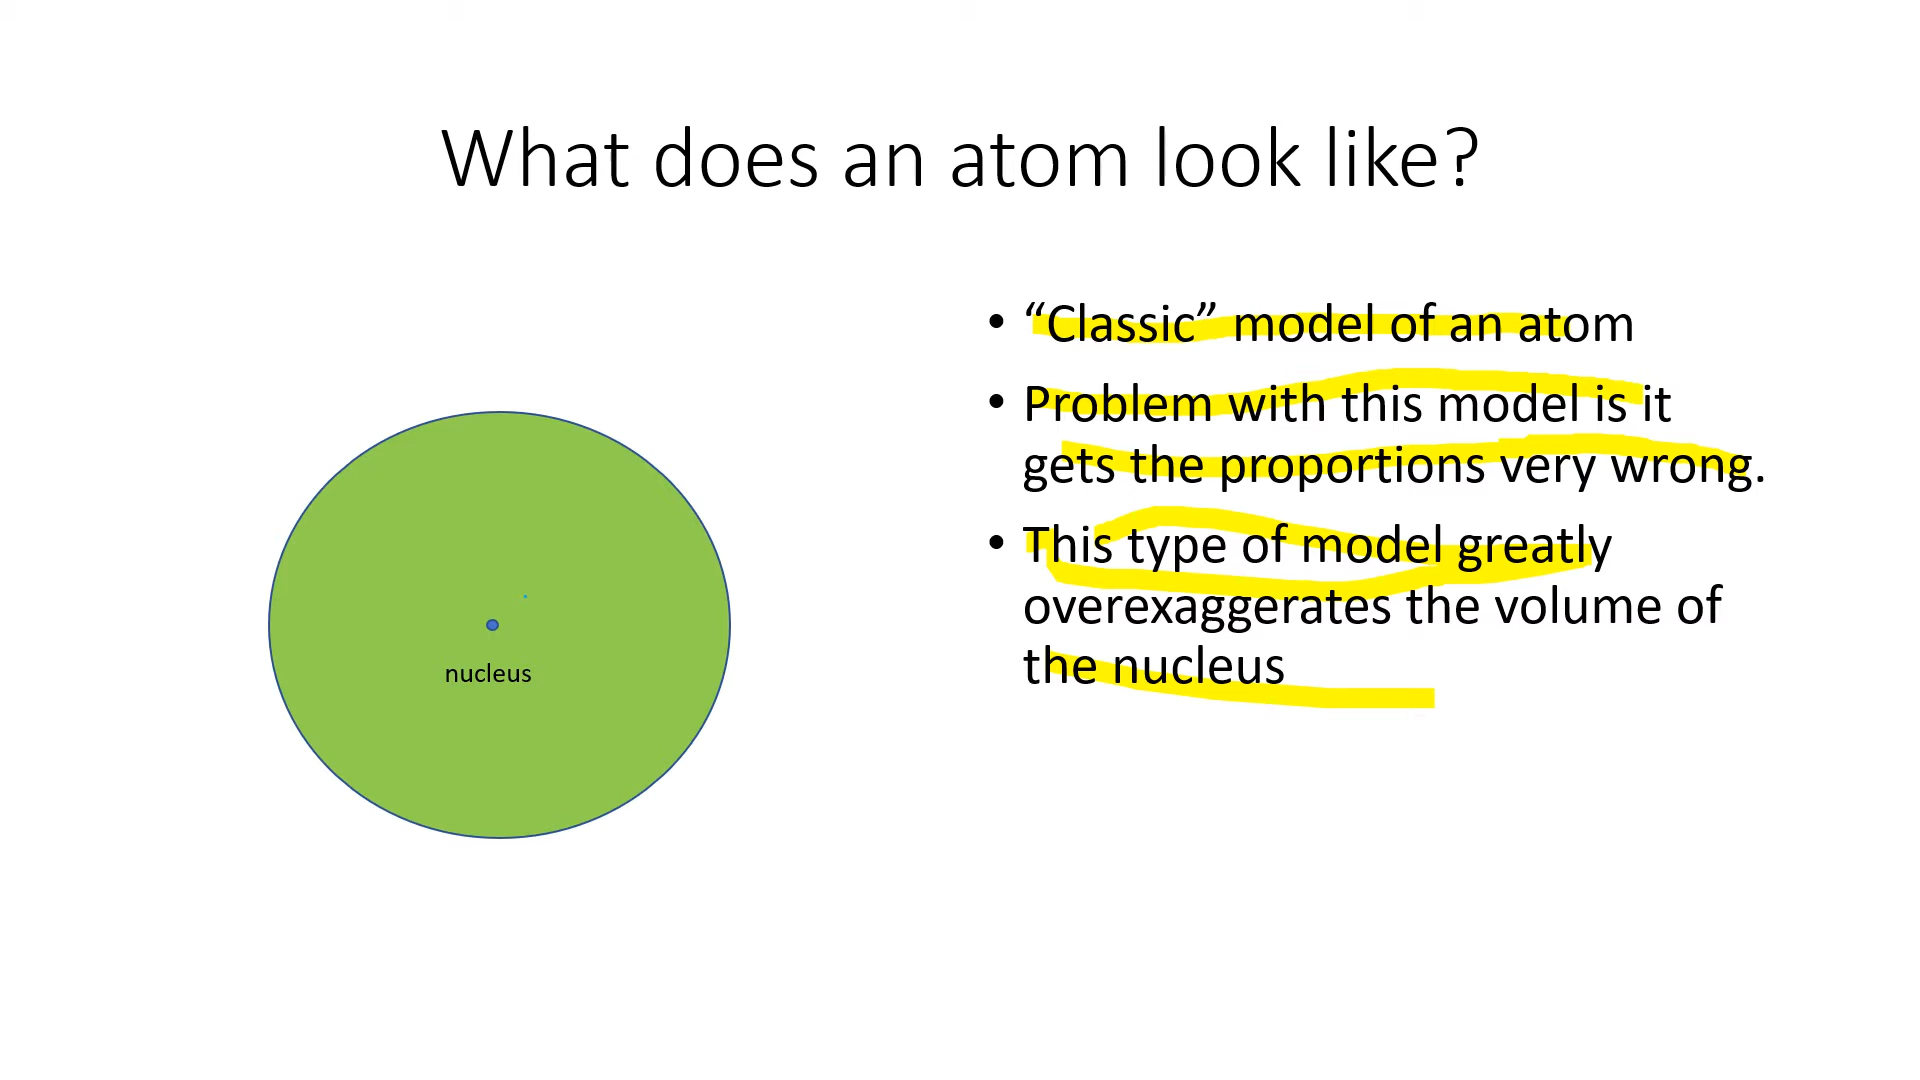 What does an atom look like?
• “Classic” model of an atom
• Problem with this model is it
gets the proportions very wrong.
• This type of model greatly
overexaggerates the volume of
the nucleus
nucleus